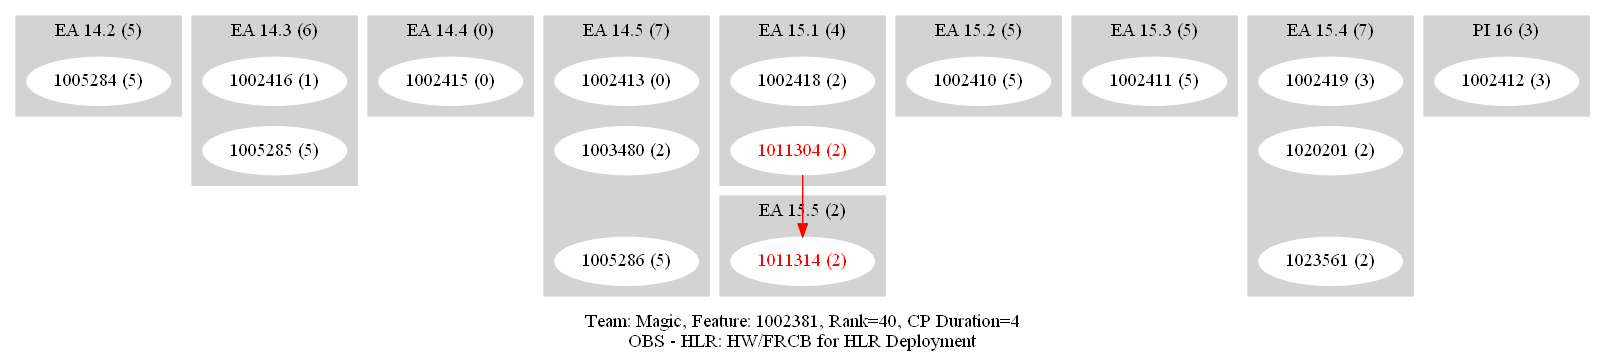 EA 14.2 (5)
1005284 (5)
EA 14.3 (6)
1002416 (1)
1005285 (5)
EA 14.4 (0)
1002415 (0)
EA 14.5 (7)
1002413 (0)
1003480 (2)
1005286 (5)
EA 15.1 (4)
1002418 (2)
1011304 (2)
EA 15.5 (2)
1011314 (2)
EA 15.2 (5)
1002410 (5)
EA 15.3 (5)
1002411 (5)
EA 15.4 (7)
1002419 (3)
1020201 (2)
1023561 (2)
PI 16 (3)
1002412 (3)
Team: Magic, Feature: 1002381, Rank=40, CP Duration=4
OBS - HLR: HW/FRCB for HLR Deployment